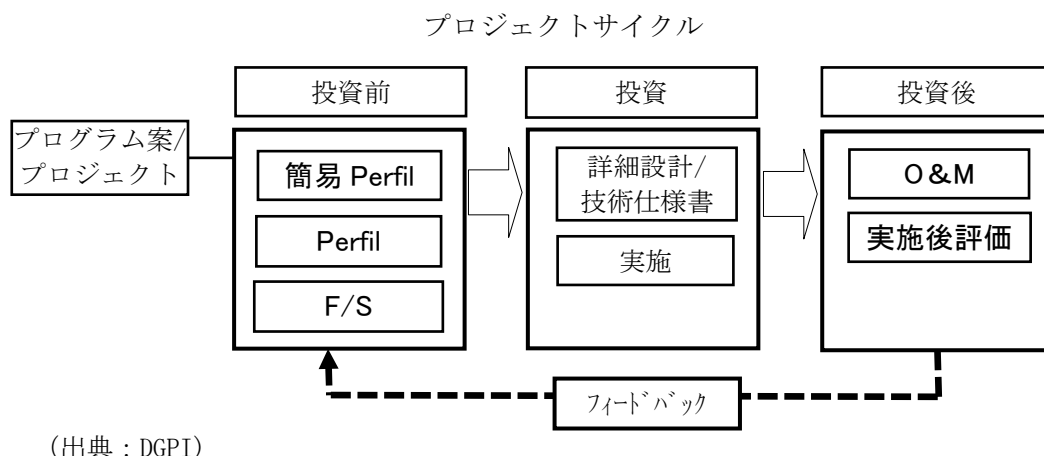 プロジェクトサイクル
投資前
投資
投資後
プログラム案/
プロジェクト
簡易 Perfil
Perfil
F/S
詳細設計/
技術仕様書
実施
O&M
実施後評価
フィードバック
(出典:DGPI)